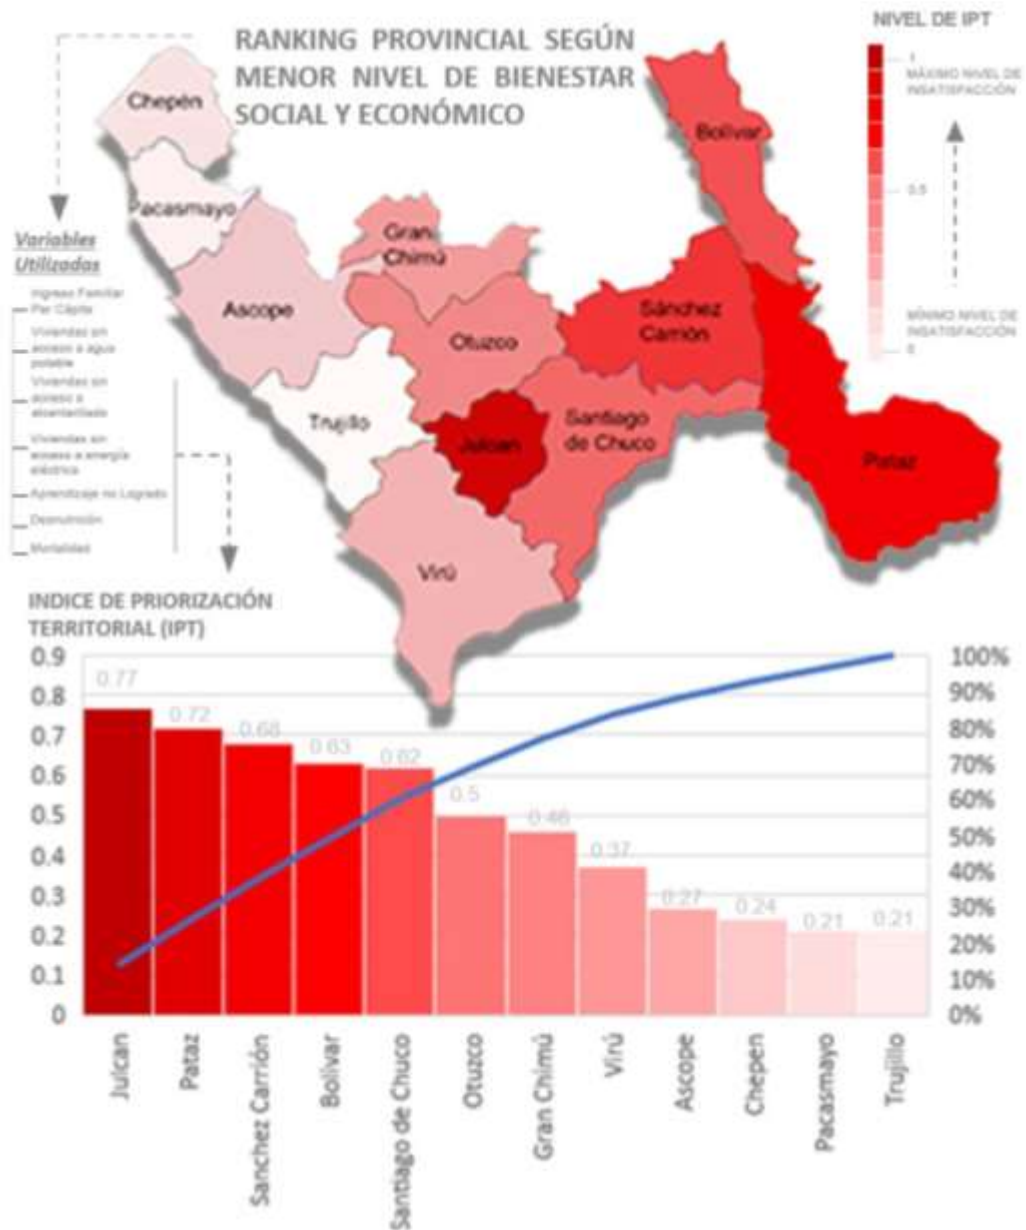 RANKING PROVINCIAL SEGÚN
MENOR NIVEL DE BIENESTAR
SOCIAL Y ECONÓMICO
NIVEL DE IPT
1
MÁXIMO NIVEL DE
INSATISFACCIÓN
0.5
MÍNIMO NIVEL DE
INSATISFACCIÓN
0
Chepén
Pacasmayo
Ascope
Gran
Chimú
Otuzco
Trujillo
Julcan
Virú
Santiago
de Chuco
Sánchez
Carrión
Bolívar
Pataz
Variables
Utilizadas
Ingreso Familiar
Per Cápita
Viviendas sin
acceso a agua
potable
Viviendas sin
acceso a
alcantarillado
Viviendas sin
acceso a energía
eléctrica
Aprendizaje no Logrado
Desnutrición
Mortalidad
INDICE DE PRIORIZACIÓN
TERRITORIAL (IPT)
0.9
0.8
0.7
0.6
0.5
0.4
0.3
0.2
0.1
0
0.77
0.72
0.68
0.63
0.62
0.5
0.46
0.37
0.27
0.24
0.21
0.21
100%
90%
80%
70%
60%
50%
40%
30%
20%
10%
0%
Julcan
Pataz
Sanchez Carrión
Bolívar
Santiago de Chuco
Otuzco
Gran Chimú
Virú
Ascope
Chepen
Pacasmayo
Trujillo